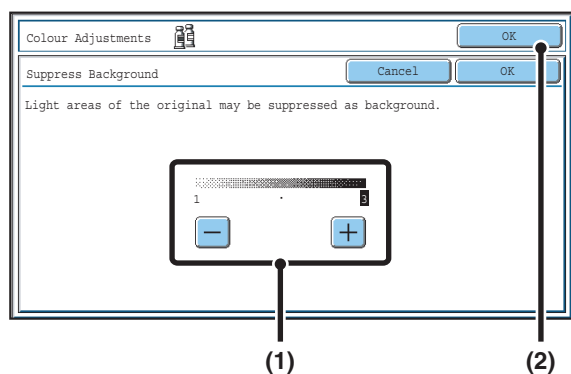 Colour Adjustments OK
Suppress Background Cancel OK
Light areas of the original may be suppressed as background.
1 · 3
− +
(1) (2)